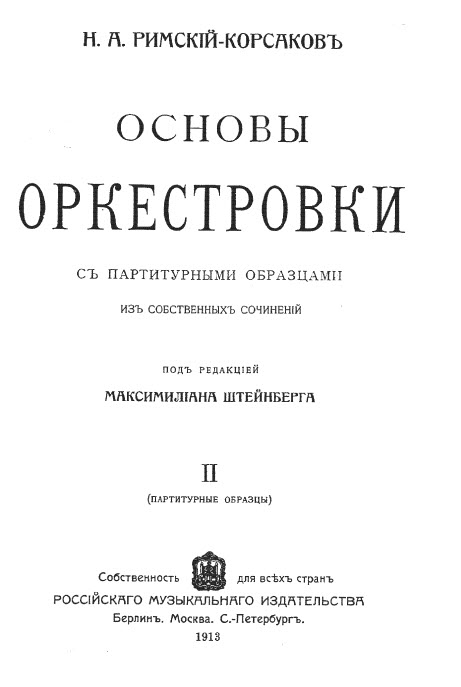 Н. А. РИМСКІЙ-КОРСАКОВЪ
ОСНОВЫ
ОРКЕСТРОВКИ
СЪ ПАРТИТУРНЫМИ ОБРАЗЦАМИ
ИЗЪ СОБСТВЕННЫХЪ СОЧИНЕНІЙ
ПОДЪ РЕДАКЦІЕЙ
МАКСИМИЛІАНА ШТЕЙНБЕРГА
II
(ПАРТИТУРНЫЕ ОБРАЗЦЫ)
Собственность для всѣхъ стран
РОССІЙСКАГО МУЗЫКАЛЬНАГО ИЗДАТЕЛЬСТВА
Берлинъ. Москва. С.-Петербургъ.
1913